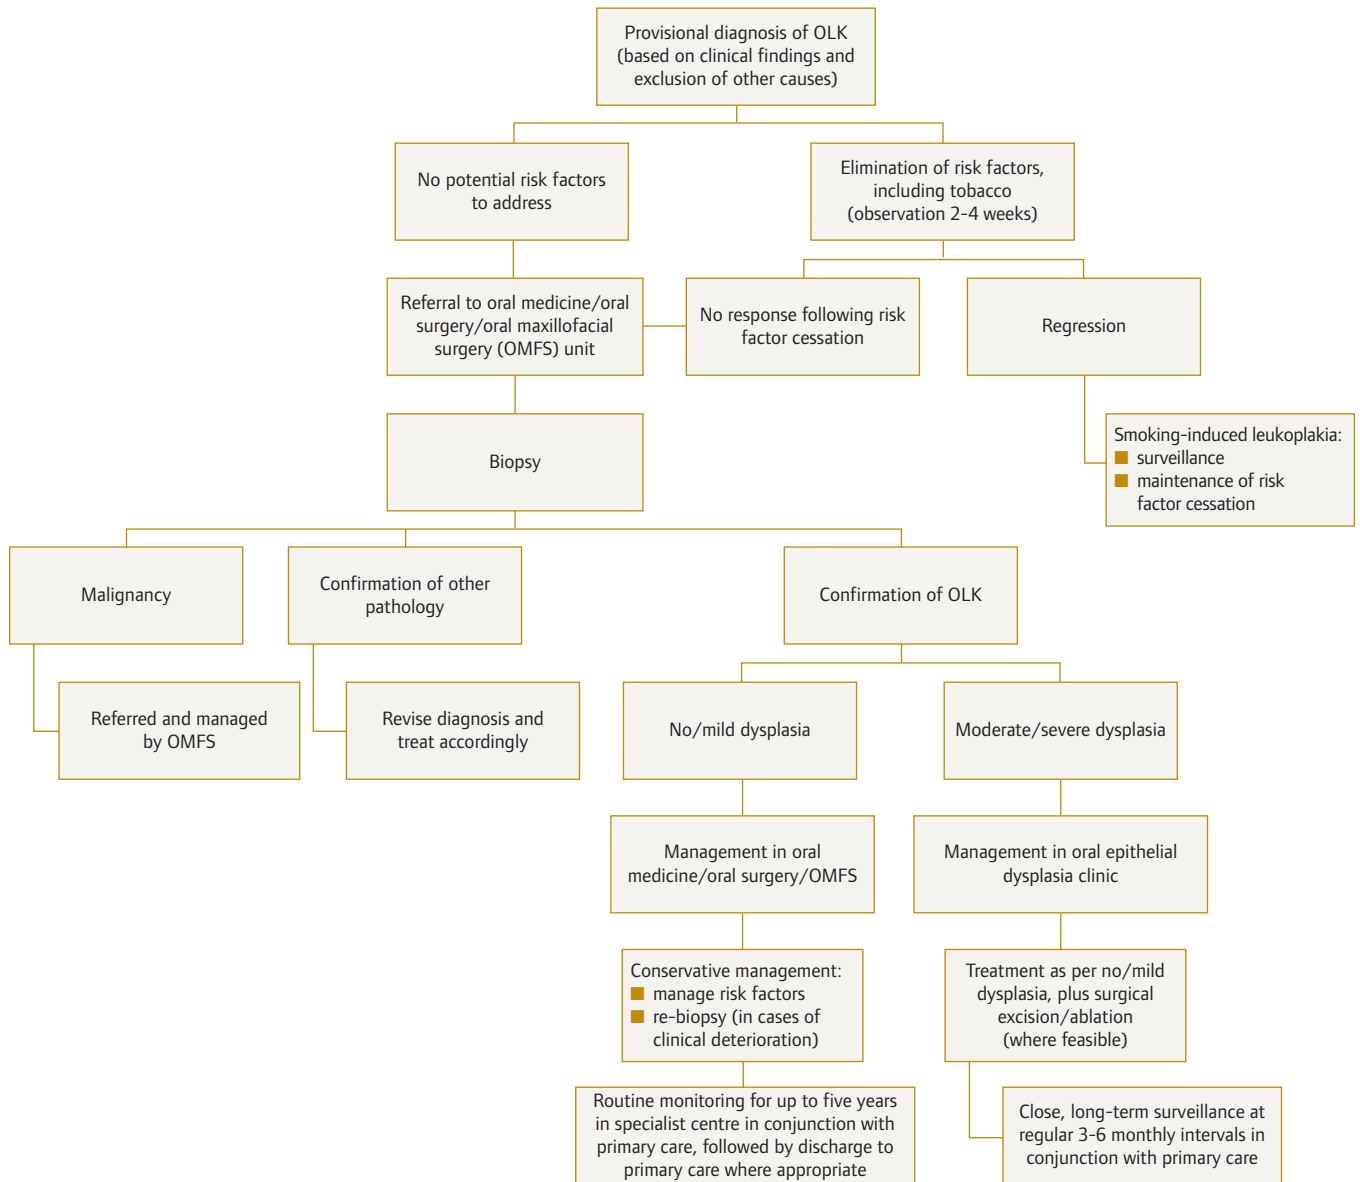 Provisional diagnosis of OLK
(based on clinical findings and
exclusion of other causes)
No potential risk factors
to address
Elimination of risk factors,
including tobacco
(observation 2-4 weeks)
Referral to oral medicine/oral
surgery/oral maxillofacial
surgery (OMFS) unit
No response following risk
factor cessation
Regression
Smoking-induced leukoplakia:
■ surveillance
■ maintenance of risk
factor cessation
Biopsy
Malignancy
Confirmation of other
pathology
Confirmation of OLK
Referred and managed
by OMFS
Revise diagnosis and
treat accordingly
No/mild dysplasia
Moderate/severe dysplasia
Management in oral
medicine/oral surgery/OMFS
Management in oral epithelial
dysplasia clinic
Conservative management:
■ manage risk factors
■ re-biopsy (in cases of
clinical deterioration)
Treatment as per no/mild
dysplasia, plus surgical
excision/ablation
(where feasible)
Routine monitoring for up to five years
in specialist centre in conjunction with
primary care, followed by discharge to
primary care where appropriate
Close, long-term surveillance at
regular 3-6 monthly intervals in
conjunction with primary care